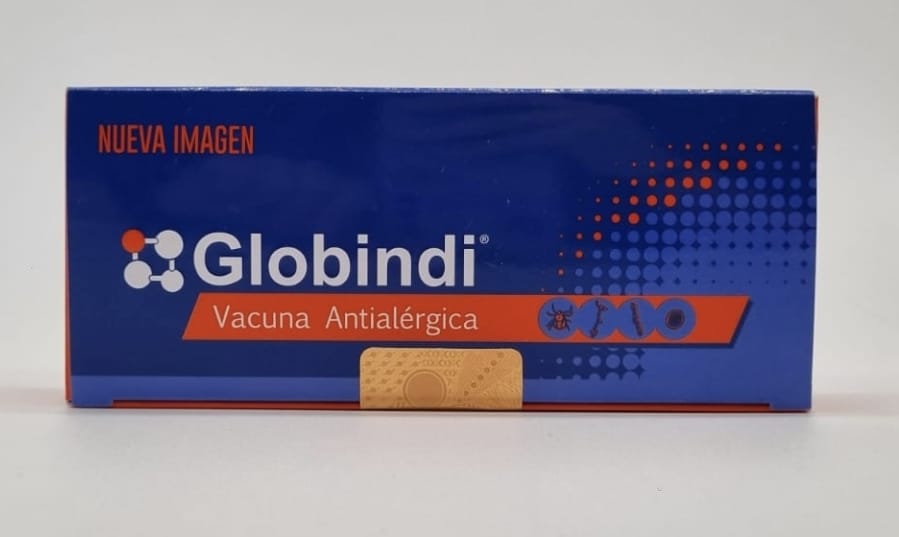 NUEVA IMAGEN
Globindi®
Vacuna Antialérgica